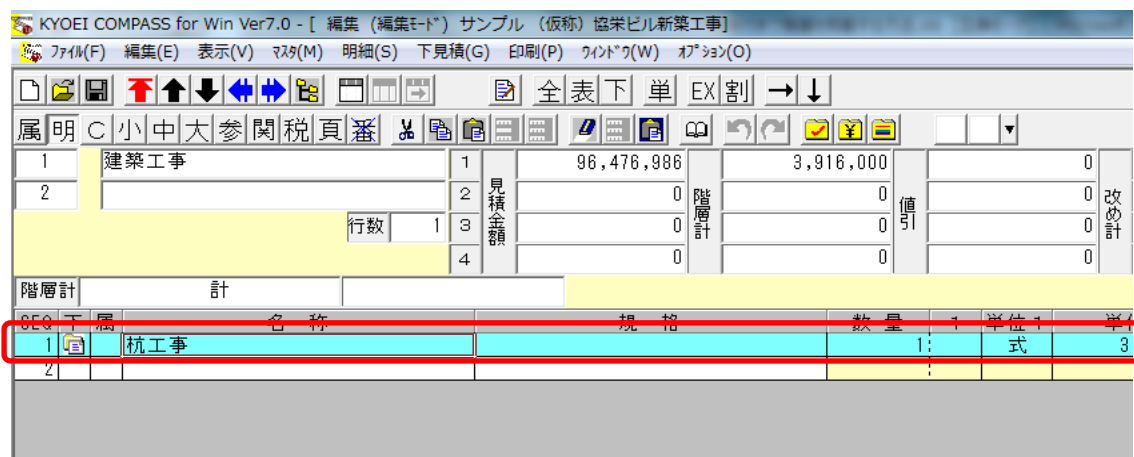 KYOEI COMPASS for Win Ver7.0 - [ 編集 (編集ﾓｰﾄﾞ) サンプル (仮称) 協栄ビル新築工事]
ﾌｧｲﾙ(F) 編集(E) 表示(V) ﾏｽﾀ(M) 明細(S) 下見積(G) 印刷(P) ｳｨﾝﾄﾞｳ(W) ｵﾌﾟｼｮﾝ(O)
全 表 下 単 EX 割
属 明 C 小 中 大 参 関 税 頁 番
1 建築工事 1 見積金額 96,476,986 階層計 3,916,000 値引 0 改め計
2 2 0 0 0
行数 1 3 0 0 0
4 0 0 0
階層計 計
SEQ 下 属 名 称 規 格 数 量 1 単位 1
1 杭工事 1 式 3
2